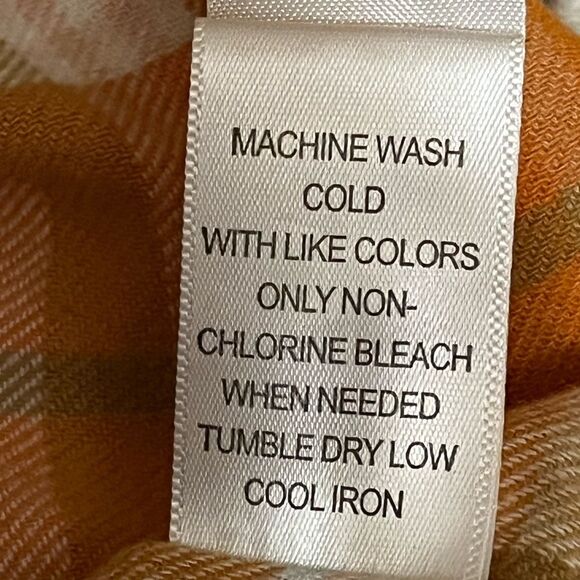 MACHINE WASH
COLD
WITH LIKE COLORS
ONLY NON-
CHLORINE BLEACH
WHEN NEEDED
TUMBLE DRY LOW
COOL IRON